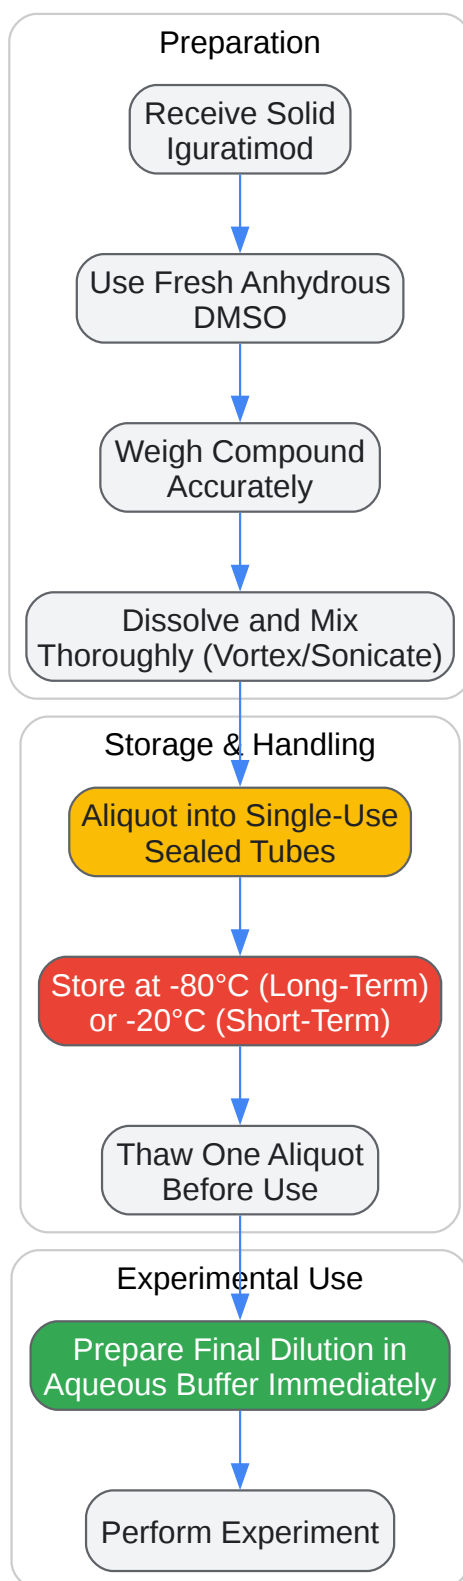 Preparation
Receive Solid
Iguratimod
Use Fresh Anhydrous
DMSO
Weigh Compound
Accurately
Dissolve and Mix
Thoroughly (Vortex/Sonicate)
Storage & Handling
Aliquot into Single-Use
Sealed Tubes
Store at -80°C (Long-Term)
or -20°C (Short-Term)
Thaw One Aliquot
Before Use
Experimental Use
Prepare Final Dilution in
Aqueous Buffer Immediately
Perform Experiment